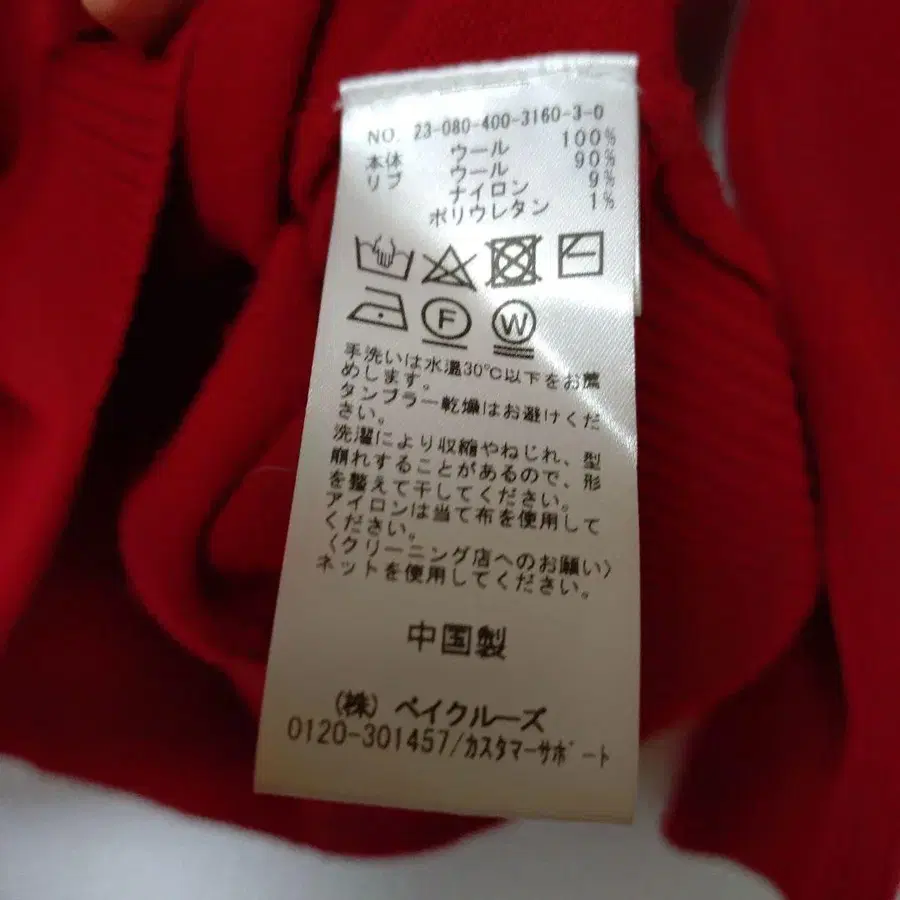 NO. 23-080-400-3160-3-0
本体 ウール 100%
リブ ウール 90%
ナイロン 9%
ポリウレタン 1%
F W
手洗いは水温30℃以下をお薦
めします。
タンブラー乾燥はお避けくだ
さい。
洗濯により収縮やねじれ、型
崩れすることがあるので、形
を整えて干してください。
アイロンは当て布を使用して
ください。
〈クリーニング店へのお願い〉
ネットを使用してください。
中国製
(株) ベイクルーズ
0120-301457/カスタマーサポート